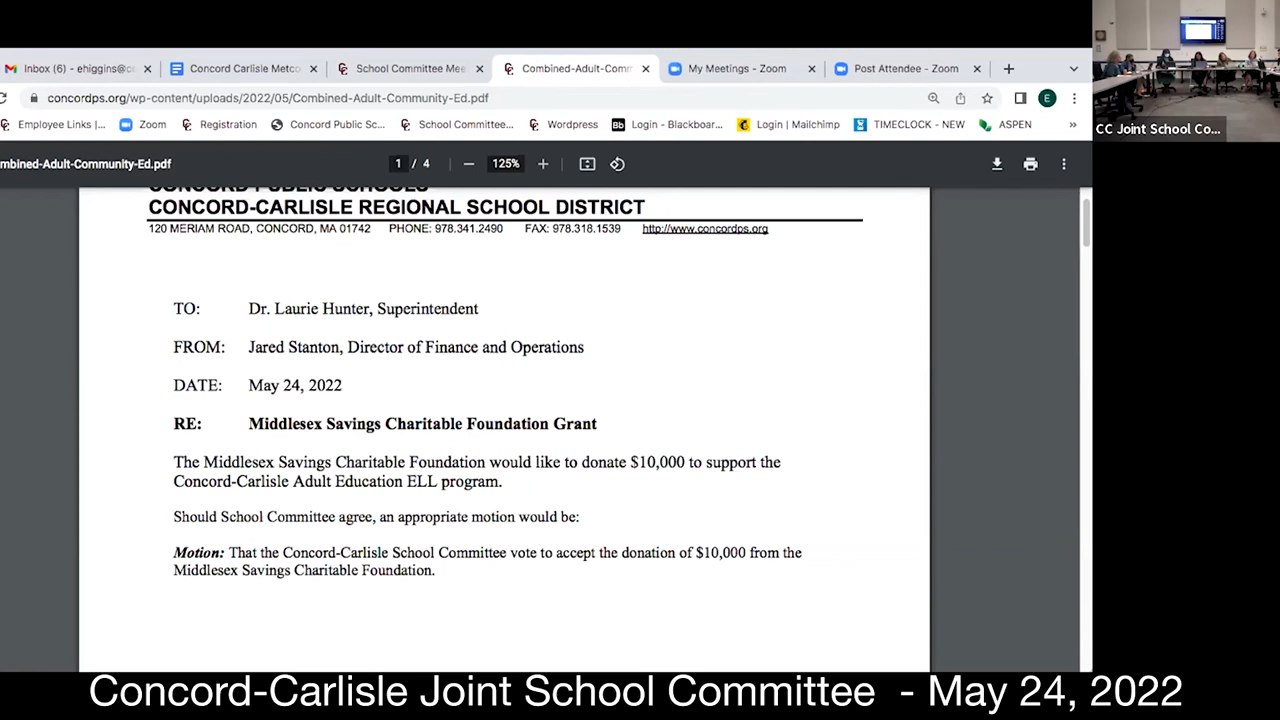 Inbox (6) - ehiggins@c
Concord Carlisle Metco
School Committee Mee
Combined-Adult-Comm
My Meetings - Zoom
Post Attendee - Zoom
concordps.org/wp-content/uploads/2022/05/Combined-Adult-Community-Ed.pdf
E
Employee Links |...
Zoom
Registration
Concord Public Sc...
School Committee...
Wordpress
Bb
Login - Blackboar...
Login | Mailchimp
TIMECLOCK - NEW
ASPEN
»
CC Joint School Co...
mbined-Adult-Community-Ed.pdf
1 / 4
125%
CONCORD PUBLIC SCHOOLS
CONCORD-CARLISLE REGIONAL SCHOOL DISTRICT
120 MERIAM ROAD, CONCORD, MA 01742 PHONE: 978.341.2490 FAX: 978.318.1539 http://www.concordps.org
TO: Dr. Laurie Hunter, Superintendent
FROM: Jared Stanton, Director of Finance and Operations
DATE: May 24, 2022
RE: Middlesex Savings Charitable Foundation Grant
The Middlesex Savings Charitable Foundation would like to donate $10,000 to support the
Concord-Carlisle Adult Education ELL program.
Should School Committee agree, an appropriate motion would be:
Motion: That the Concord-Carlisle School Committee vote to accept the donation of $10,000 from the
Middlesex Savings Charitable Foundation.
Concord-Carlisle Joint School Committee - May 24, 2022